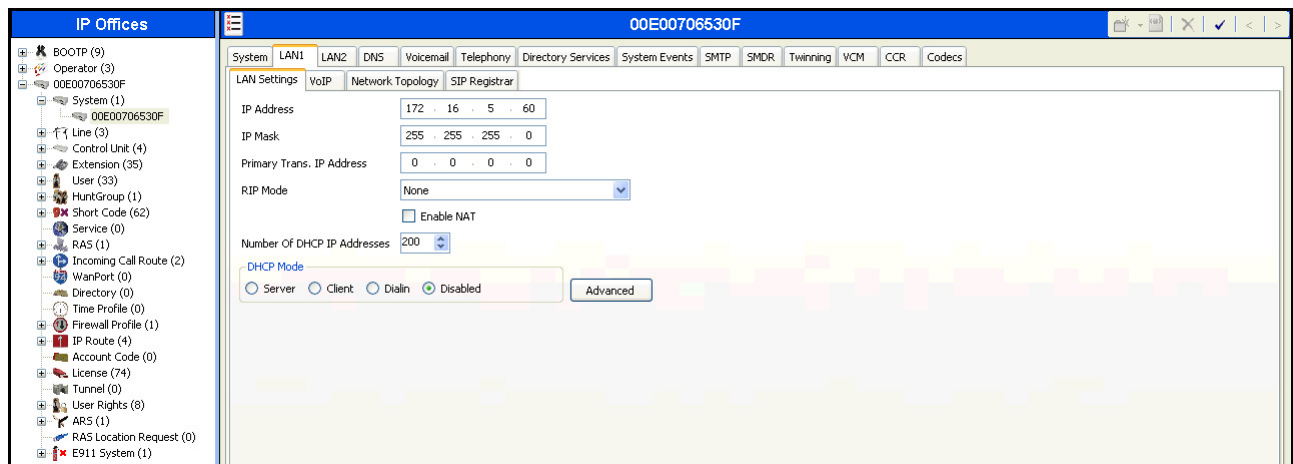 IP Offices
BOOTP (9)
Operator (3)
00E00706530F
System (1)
00E00706530F
Line (3)
Control Unit (4)
Extension (35)
User (33)
HuntGroup (1)
Short Code (62)
Service (0)
RAS (1)
Incoming Call Route (2)
WanPort (0)
Directory (0)
Time Profile (0)
Firewall Profile (1)
IP Route (4)
Account Code (0)
License (74)
Tunnel (0)
User Rights (8)
ARS (1)
RAS Location Request (0)
E911 System (1)
00E00706530F
System LAN1 LAN2 DNS Voicemail Telephony Directory Services System Events SMTP SMDR Twinning VCM CCR Codecs
LAN Settings VoIP Network Topology SIP Registrar
IP Address 172 . 16 . 5 . 60
IP Mask 255 . 255 . 255 . 0
Primary Trans. IP Address 0 . 0 . 0 . 0
RIP Mode None
Enable NAT
Number Of DHCP IP Addresses 200
DHCP Mode
Server Client Dialin Disabled Advanced